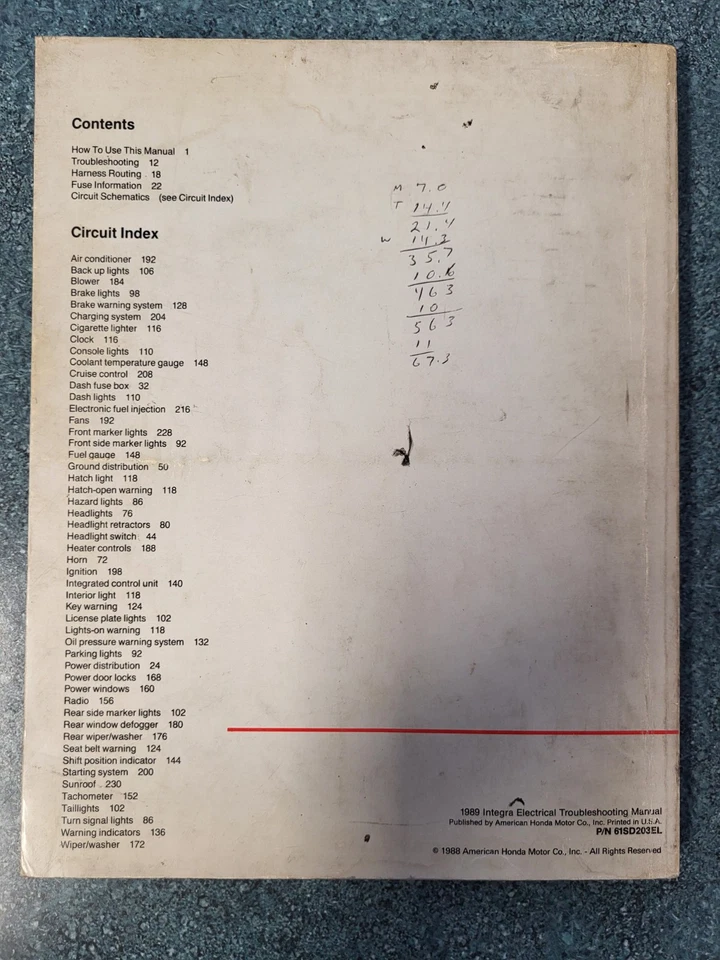 Contents
How To Use This Manual 1
Troubleshooting 12
Harness Routing 18
Fuse Information 22
Circuit Schematics (see Circuit Index)
Circuit Index
Air conditioner 192
Back up lights 106
Blower 184
Brake lights 98
Brake warning system 128
Charging system 204
Cigarette lighter 116
Clock 116
Console lights 110
Coolant temperature gauge 148
Cruise control 208
Dash fuse box 32
Dash lights 110
Electronic fuel injection 216
Fans 192
Front marker lights 228
Front side marker lights 92
Fuel gauge 148
Ground distribution 50
Hatch light 118
Hatch-open warning 118
Hazard lights 86
Headlights 76
Headlight retractors 80
Headlight switch 44
Heater controls 188
Horn 72
Ignition 198
Integrated control unit 140
Interior light 118
Key warning 124
License plate lights 102
Lights-on warning 118
Oil pressure warning system 132
Parking lights 92
Power distribution 24
Power door locks 168
Power windows 160
Radio 156
Rear side marker lights 102
Rear window defogger 180
Rear wiper/washer 176
Seat belt warning 124
Shift position indicator 144
Starting system 200
Sunroof 230
Tachometer 152
Taillights 102
Turn signal lights 86
Warning indicators 136
Wiper/washer 172
M 7.0
T 14.4
21.4
W 14.3
35.7
10.6
463
10
563
11
67.3
1989 Integra Electrical Troubleshooting Manual
Published by American Honda Motor Co., Inc. Printed in U.S.A.
P/N 61SD203EL
© 1988 American Honda Motor Co., Inc. - All Rights Reserved